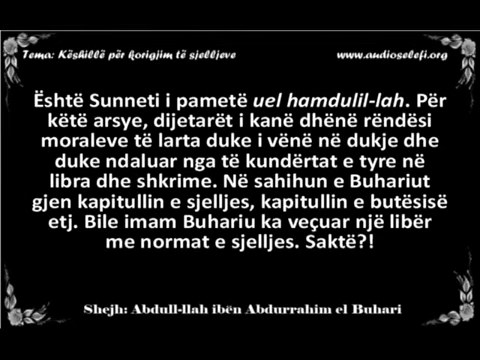 Tema: Këshillë për korigjim të sjelljeve
www.audioselefi.org
Është Sunneti i pametë uel hamdulil-lah. Për
këtë arsye, dijetarët i kanë dhënë rëndësi
moraleve të larta duke i vënë në dukje dhe
duke ndaluar nga të kundërtat e tyre në
libra dhe shkrime. Në sahihun e Buhariut
gjen kapitullin e sjelljes, kapitullin e butësisë
etj. Bile imam Buhariu ka veçuar një libër
me normat e sjelljes. Saktë?!
Shejh: Abdull-llah ibën Abdurrahim el Buhari